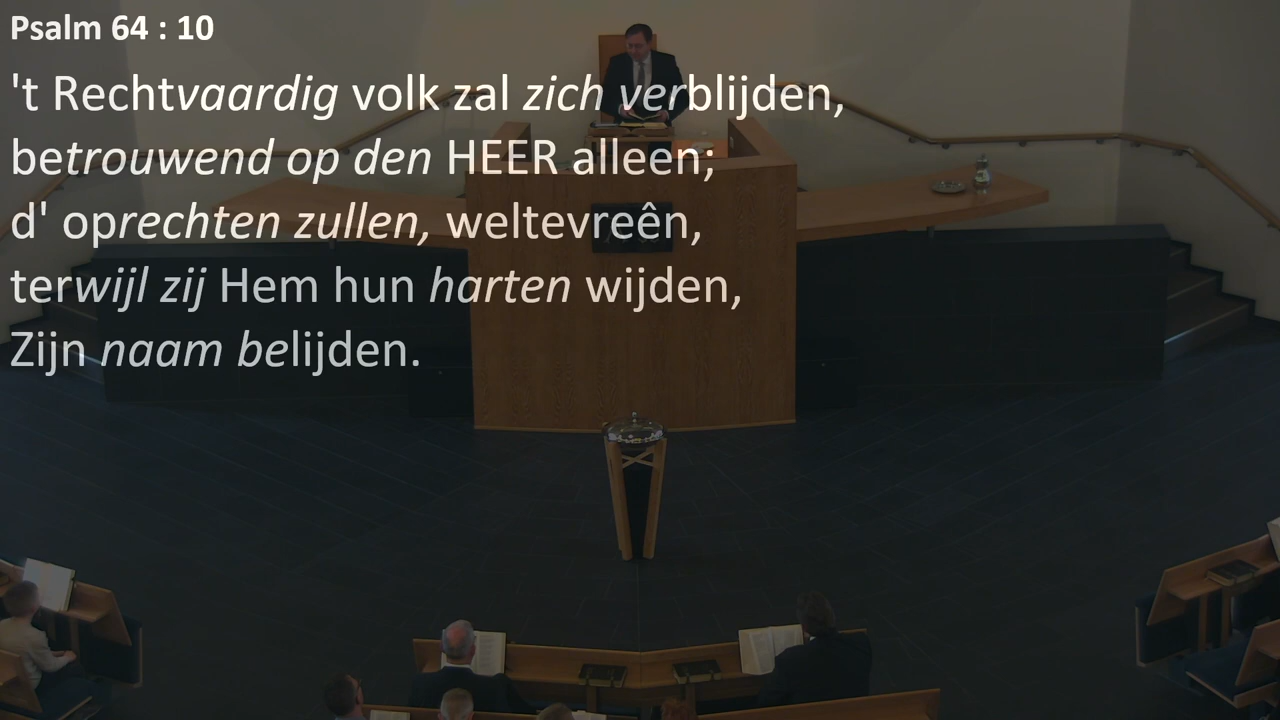 Psalm 64 : 10
't Rechtvaardig volk zal zich verblijden,
betrouwend op den HEER alleen;
d' oprechten zullen, weltevreên,
terwijl zij Hem hun harten wijden,
Zijn naam belijden.